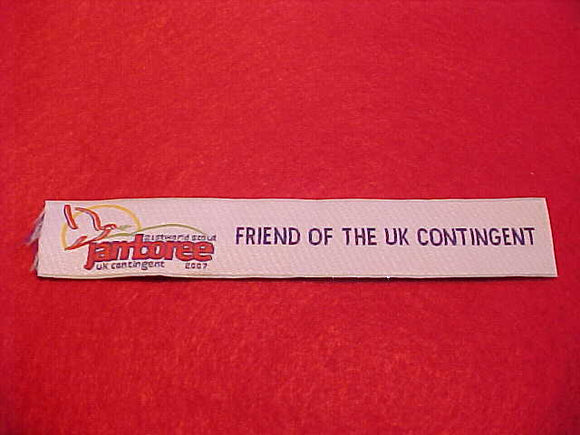 21st world scout
jamboree
uk contingent 2007
FRIEND OF THE UK CONTINGENT